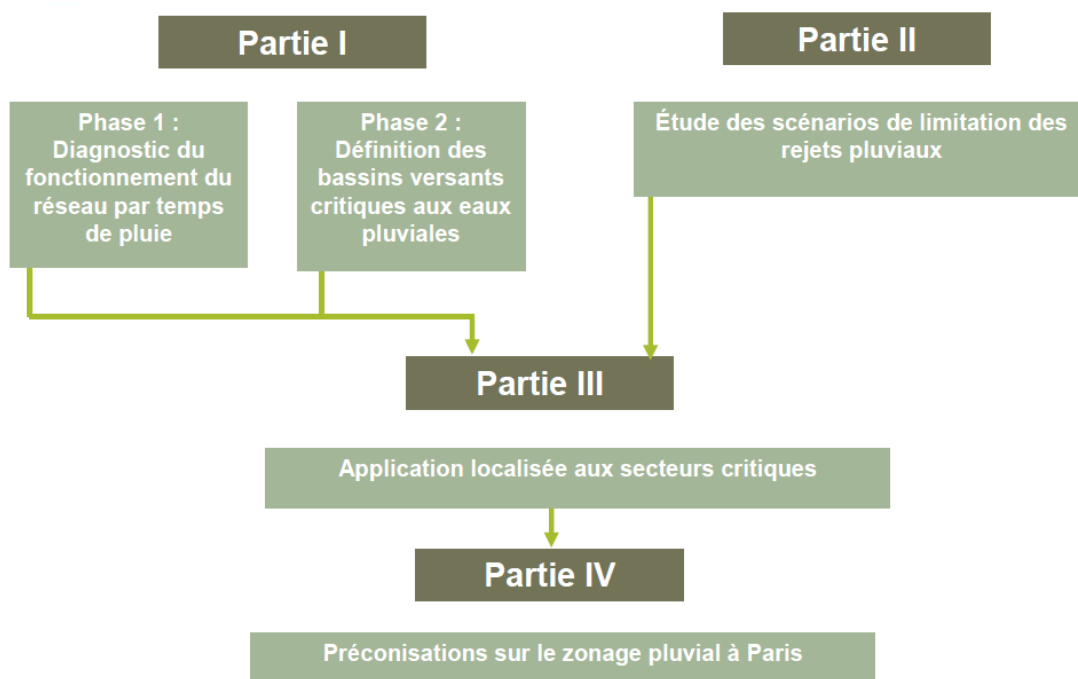 Partie I
Partie II
Phase 1 :
Diagnostic du
fonctionnement du
réseau par temps
de pluie
Phase 2 :
Définition des
bassins versants
critiques aux eaux
pluviales
Étude des scénarios de limitation des
rejets pluviaux
Partie III
Application localisée aux secteurs critiques
Partie IV
Préconisations sur le zonage pluvial à Paris